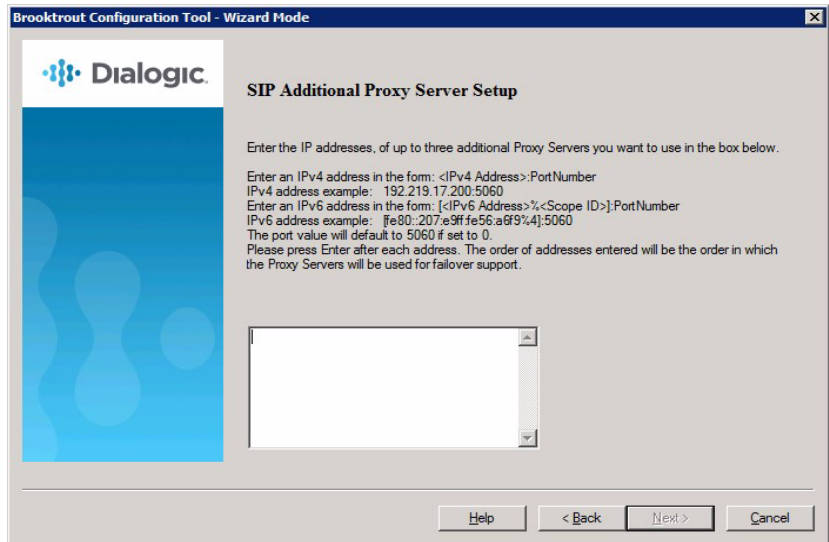 Brooktrout Configuration Tool - Wizard Mode
Dialogic.
SIP Additional Proxy Server Setup
Enter the IP addresses, of up to three additional Proxy Servers you want to use in the box below.
Enter an IPv4 address in the form: <IPv4 Address>:PortNumber
IPv4 address example: 192.219.17.200:5060
Enter an IPv6 address in the form: [<IPv6 Address>%<Scope ID>]:PortNumber
IPv6 address example: [fe80::207:e9ff:fe56:a6f9%4]:5060
The port value will default to 5060 if set to 0.
Please press Enter after each address. The order of addresses entered will be the order in which
the Proxy Servers will be used for failover support.
Help < Back Next > Cancel